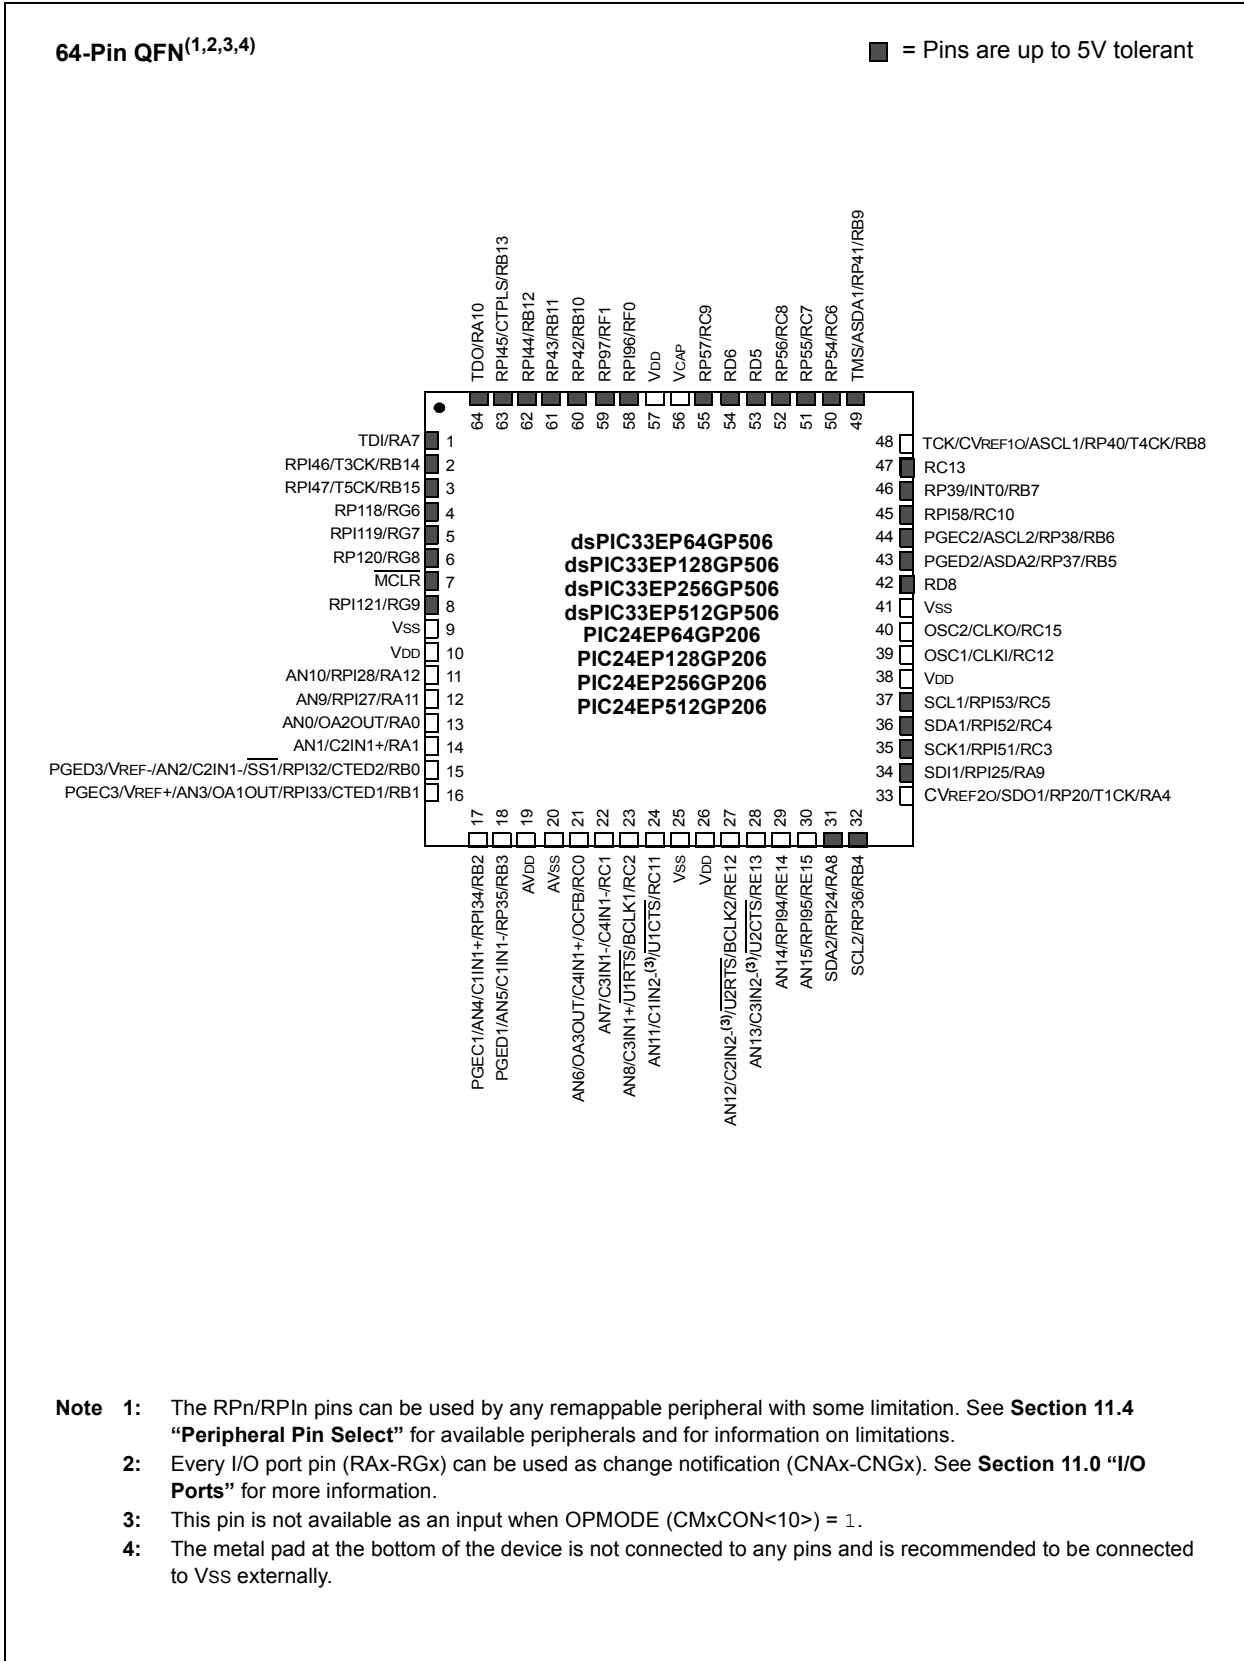 64-Pin QFN(1,2,3,4)
= Pins are up to 5V tolerant
TDO/RA10
RPI45/CTPLS/RB13
RPI44/RB12
RP43/RB11
RP42/RB10
RP97/RF1
RPI96/RF0
VDD
VCAP
RP57/RC9
RD6
RD5
RP56/RC8
RP55/RC7
RP54/RC6
TMS/ASDA1/RP41/RB9
64 63 62 61 60 59 58 57 56 55 54 53 52 51 50 49
TDI/RA7 1
RPI46/T3CK/RB14 2
RPI47/T5CK/RB15 3
RP118/RG6 4
RPI119/RG7 5
RP120/RG8 6
MCLR 7
RPI121/RG9 8
VSS 9
VDD 10
AN10/RPI28/RA12 11
AN9/RPI27/RA11 12
AN0/OA2OUT/RA0 13
AN1/C2IN1+/RA1 14
PGED3/VREF-/AN2/C2IN1-/SS1/RPI32/CTED2/RB0 15
PGEC3/VREF+/AN3/OA1OUT/RPI33/CTED1/RB1 16
dsPIC33EP64GP506
dsPIC33EP128GP506
dsPIC33EP256GP506
dsPIC33EP512GP506
PIC24EP64GP206
PIC24EP128GP206
PIC24EP256GP206
PIC24EP512GP206
48 TCK/CVREF1O/ASCL1/RP40/T4CK/RB8
47 RC13
46 RP39/INT0/RB7
45 RPI58/RC10
44 PGEC2/ASCL2/RP38/RB6
43 PGED2/ASDA2/RP37/RB5
42 RD8
41 VSS
40 OSC2/CLKO/RC15
39 OSC1/CLKI/RC12
38 VDD
37 SCL1/RPI53/RC5
36 SDA1/RPI52/RC4
35 SCK1/RPI51/RC3
34 SDI1/RPI25/RA9
33 CVREF2O/SDO1/RP20/T1CK/RA4
17 18 19 20 21 22 23 24 25 26 27 28 29 30 31 32
PGEC1/AN4/C1IN1+/RPI34/RB2
PGED1/AN5/C1IN1-/RP35/RB3
AVDD
AVSS
AN6/OA3OUT/C4IN1+/OCFB/RC0
AN7/C3IN1-/C4IN1-/RC1
AN8/C3IN1+/U1RTS/BCLK1/RC2
AN11/C1IN2-(3)/U1CTS/RC11
VSS
VDD
AN12/C2IN2-(3)/U2RTS/BCLK2/RE12
AN13/C3IN2-(3)/U2CTS/RE13
AN14/RPI94/RE14
AN15/RPI95/RE15
SDA2/RPI24/RA8
SCL2/RP36/RB4
Note 1: The RPn/RPIn pins can be used by any remappable peripheral with some limitation. See Section 11.4
“Peripheral Pin Select” for available peripherals and for information on limitations.
2: Every I/O port pin (RAx-RGx) can be used as change notification (CNAx-CNGx). See Section 11.0 “I/O
Ports” for more information.
3: This pin is not available as an input when OPMODE (CMxCON<10>) = 1.
4: The metal pad at the bottom of the device is not connected to any pins and is recommended to be connected
to VSS externally.